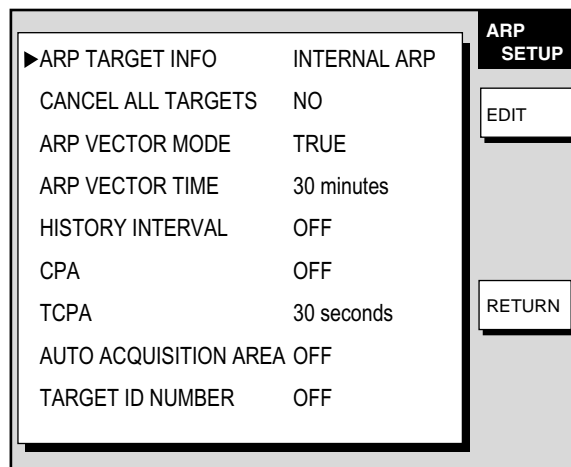 ARP
SETUP
▶ARP TARGET INFO INTERNAL ARP
CANCEL ALL TARGETS NO
ARP VECTOR MODE TRUE
ARP VECTOR TIME 30 minutes
HISTORY INTERVAL OFF
CPA OFF
TCPA 30 seconds
AUTO ACQUISITION AREA OFF
TARGET ID NUMBER OFF
EDIT
RETURN